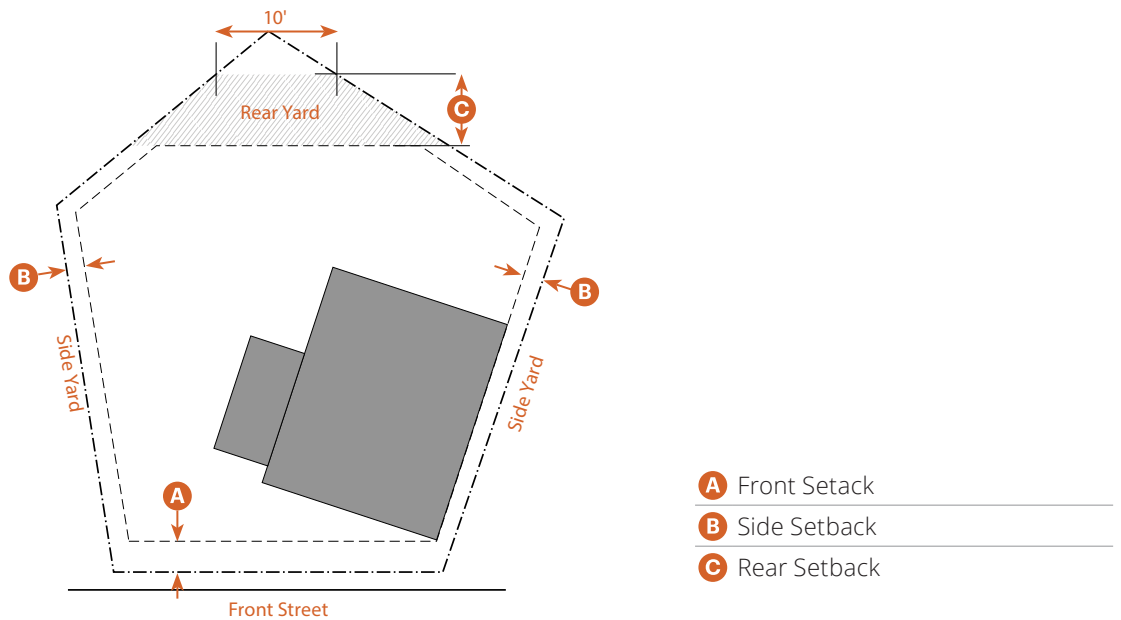 10'
Rear Yard
C
B
B
Side Yard
Side Yard
A
Front Street
A Front Setack
B Side Setback
C Rear Setback